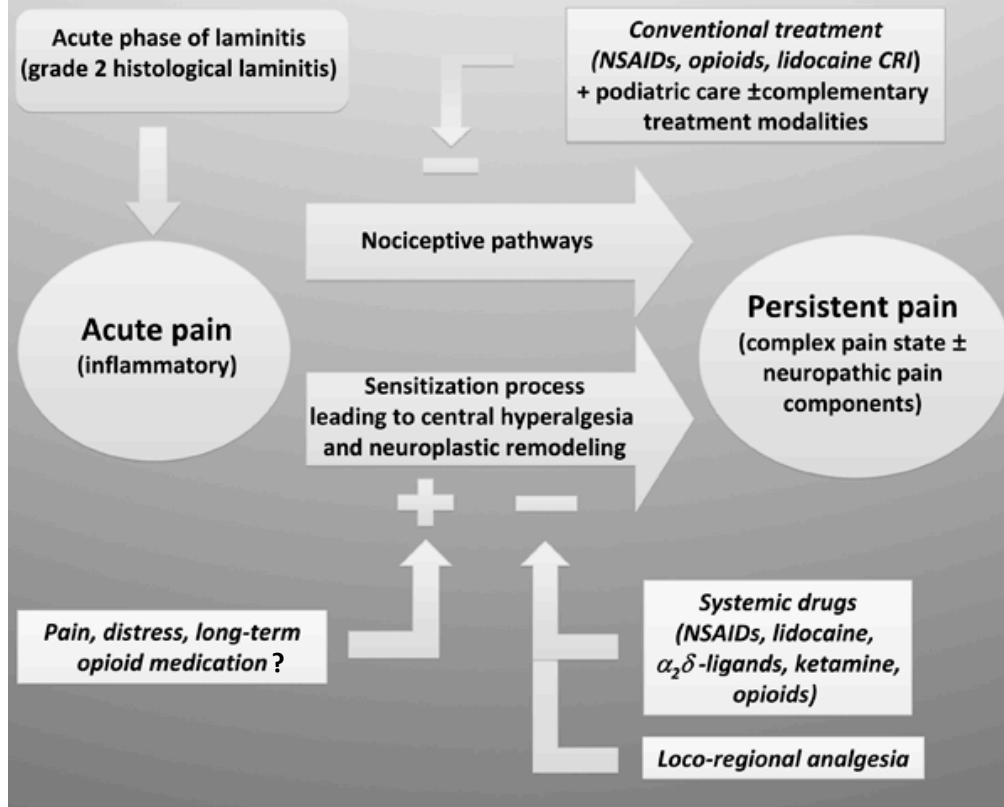 Acute phase of laminitis
(grade 2 histological laminitis)
Conventional treatment
(NSAIDs, opioids, lidocaine CRI)
+ podiatric care ±complementary
treatment modalities
Nociceptive pathways
Acute pain
(inflammatory)
Persistent pain
(complex pain state ±
neuropathic pain
components)
Sensitization process
leading to central hyperalgesia
and neuroplastic remodeling
Pain, distress, long-term
opioid medication ?
Systemic drugs
(NSAIDs, lidocaine,
α₂δ-ligands, ketamine,
opioids)
Loco-regional analgesia